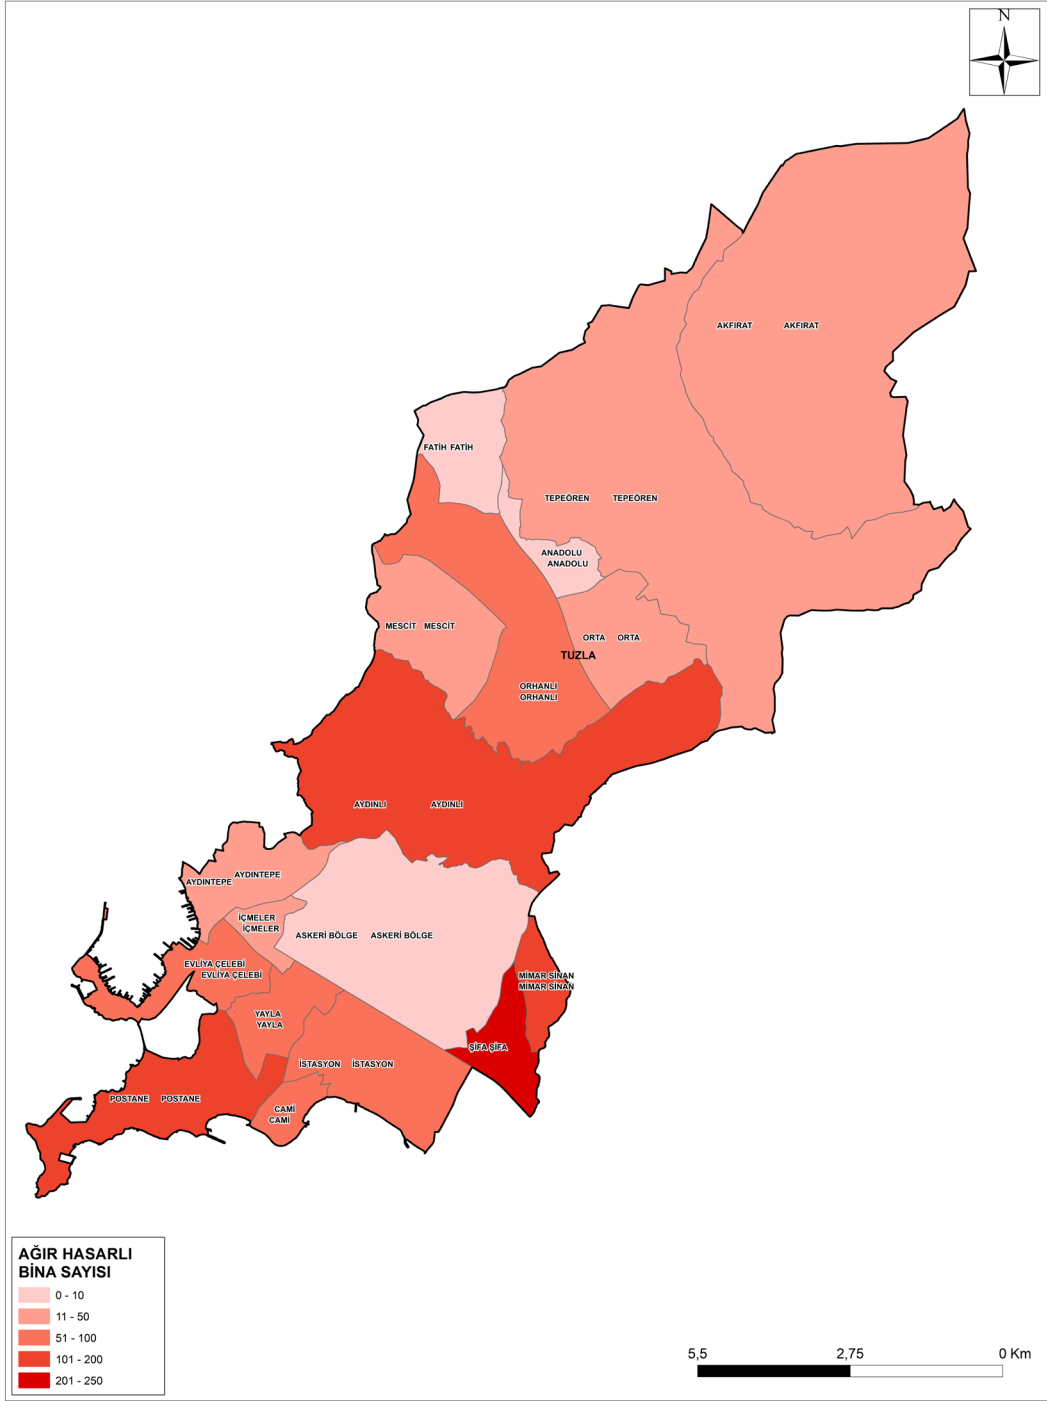 N
AKFIRAT AKFIRAT
FATİH FATİH
TEPEÖREN TEPEÖREN
ANADOLU
ANADOLU
MESCİT MESCİT
ORTA ORTA
TUZLA
ORHANLI
ORHANLI
AYDINLI AYDINLI
AYDINTEPE AYDINTEPE
İÇMELER
İÇMELER
ASKERİ BÖLGE ASKERİ BÖLGE
EVLİYA ÇELEBİ
EVLİYA ÇELEBİ
MİMAR SİNAN
MİMAR SİNAN
YAYLA
YAYLA
ŞİFA ŞİFA
İSTASYON İSTASYON
POSTANE POSTANE
CAMİ
CAMİ
AĞIR HASARLI
BİNA SAYISI
0 - 10
11 - 50
51 - 100
101 - 200
201 - 250
5,5 2,75 0 Km